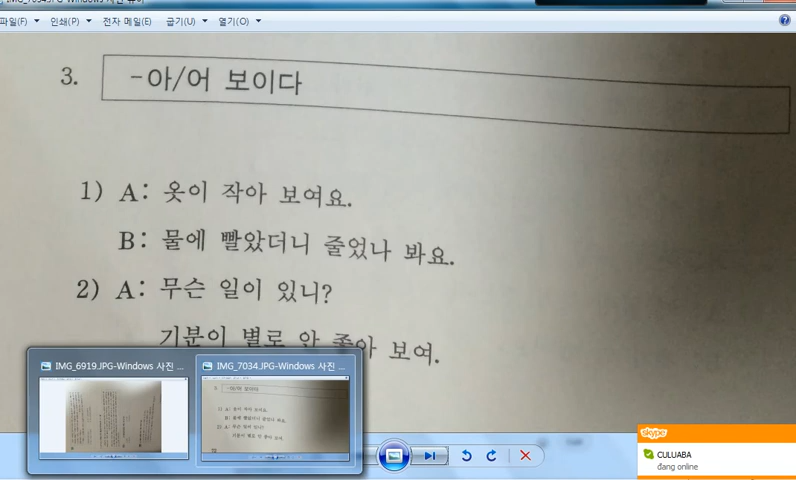 파일(F) 인쇄(P) 전자 메일(E) 굽기(U) 열기(O)
3. -아/어 보이다
1) A: 옷이 작아 보여요.
B: 물에 빨았더니 줄었나 봐요.
2) A: 무슨 일이 있니?
기분이 별로 안 좋아 보여.
IMG_6919.JPG-Windows 사진 ...
IMG_7034.JPG-Windows 사진 ...
skype
CULUABA
đang online